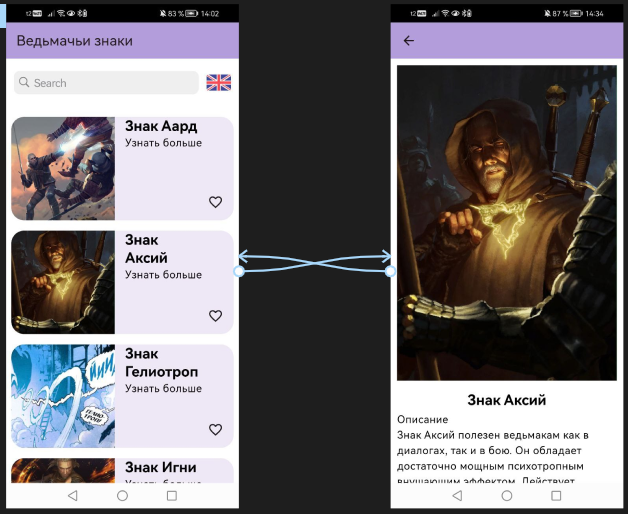 83 % 14:02
Ведьмачьи знаки
Search
Знак Аард
Узнать больше
Знак
Аксий
Узнать больше
Знак
Гелиотроп
Узнать больше
Знак Игни
Узнать больше
87 % 14:34
Знак Аксий
Описание
Знак Аксий полезен ведьмакам как в
диалогах, так и в бою. Он обладает
достаточно мощным психотропным
внушающим эффектом. Действует